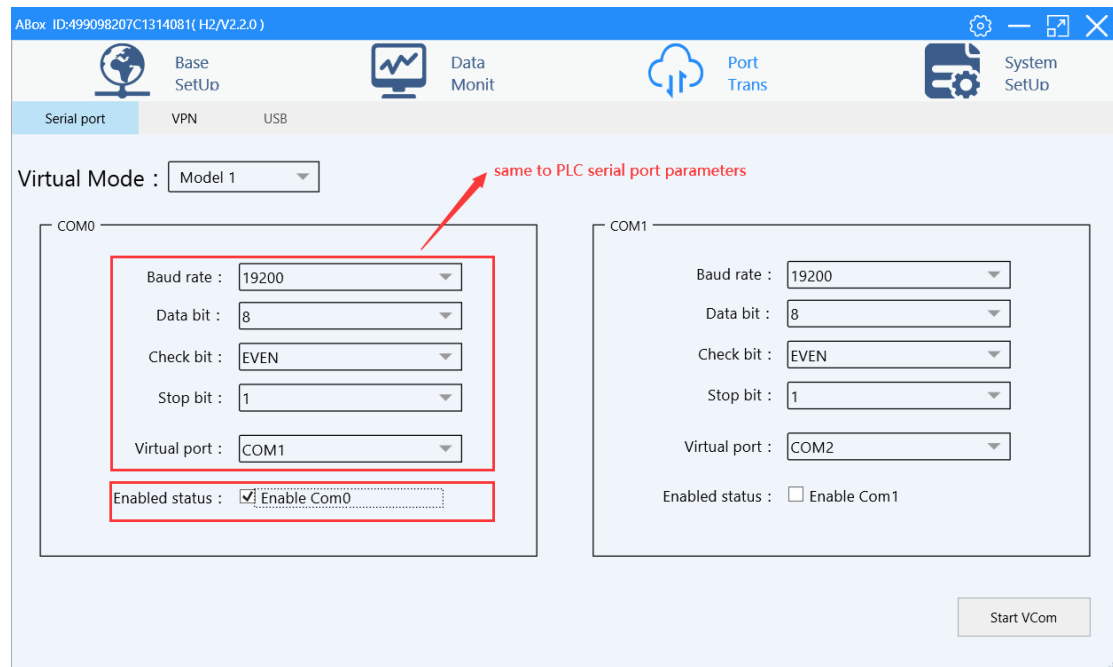 ABox ID:499098207C1314081( H2/V2.2.0 )
Base
SetUp
Data
Monit
Port
Trans
System
SetUp
Serial port VPN USB
Virtual Mode : Model 1
same to PLC serial port parameters
COM0
Baud rate : 19200
Data bit : 8
Check bit : EVEN
Stop bit : 1
Virtual port : COM1
Enabled status : Enable Com0
COM1
Baud rate : 19200
Data bit : 8
Check bit : EVEN
Stop bit : 1
Virtual port : COM2
Enabled status : Enable Com1
Start VCom